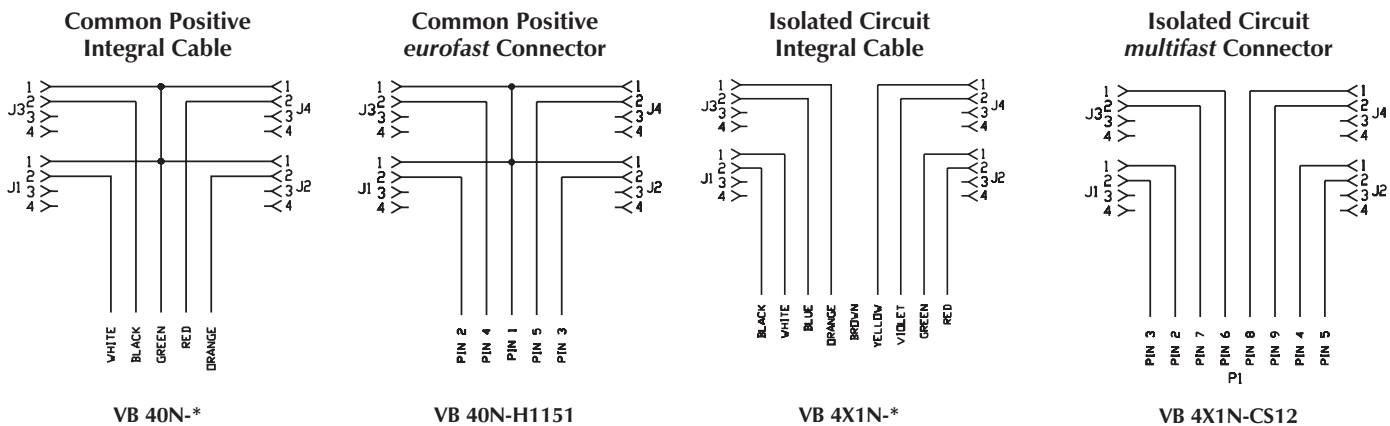 Common Positive
Integral Cable
1
2
3
4
J3
1
2
3
4
J4
1
2
3
4
J1
1
2
3
4
J2
WHITE
BLACK
GREEN
RED
ORANGE
VB 40N-*
Common Positive
eurofast Connector
1
2
3
4
J3
1
2
3
4
J4
1
2
3
4
J1
1
2
3
4
J2
PIN 2
PIN 4
PIN 1
PIN 5
PIN 3
VB 40N-H1151
Isolated Circuit
Integral Cable
1
2
3
4
J3
1
2
3
4
J4
1
2
3
4
J1
1
2
3
4
J2
BLACK
WHITE
BLUE
ORANGE
BROWN
YELLOW
VIOLET
GREEN
RED
VB 4X1N-*
Isolated Circuit
multifast Connector
1
2
3
4
J3
1
2
3
4
J4
1
2
3
4
J1
1
2
3
4
J2
PIN 3
PIN 2
PIN 7
PIN 6
PIN 8
PIN 9
PIN 4
PIN 5
P1
VB 4X1N-CS12